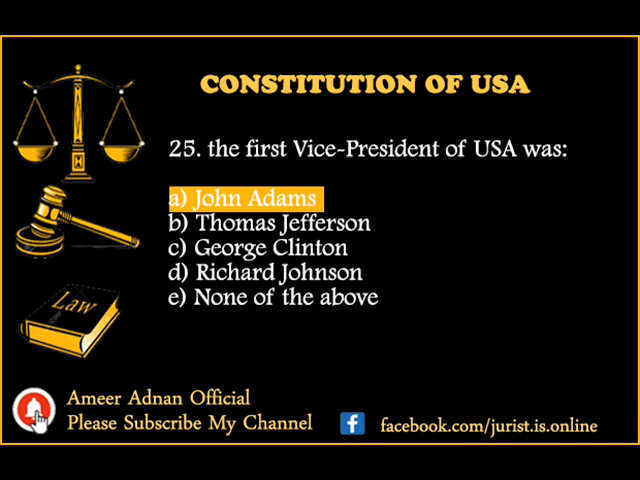 CONSTITUTION OF USA
25. the first Vice-President of USA was:
a) John Adams
b) Thomas Jefferson
c) George Clinton
d) Richard Johnson
e) None of the above
Law
Ameer Adnan Official
Please Subscribe My Channel
facebook.com/jurist.is.online